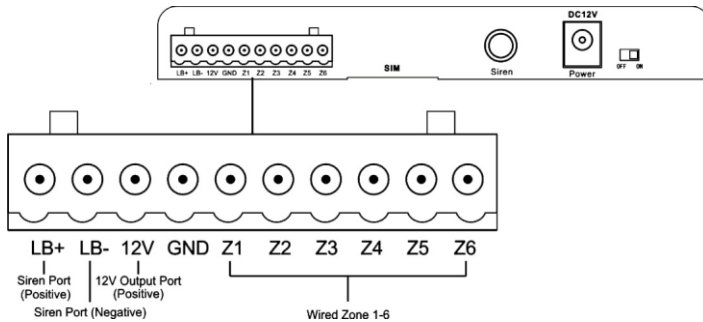 DC12V
LB+ LB- 12V GND Z1 Z2 Z3 Z4 Z5 Z6
SIM
Siren
Power
OFF ON
LB+ LB- 12V GND Z1 Z2 Z3 Z4 Z5 Z6
Siren Port
(Positive)
12V Output Port
(Positive)
Siren Port (Negative)
Wired Zone 1-6